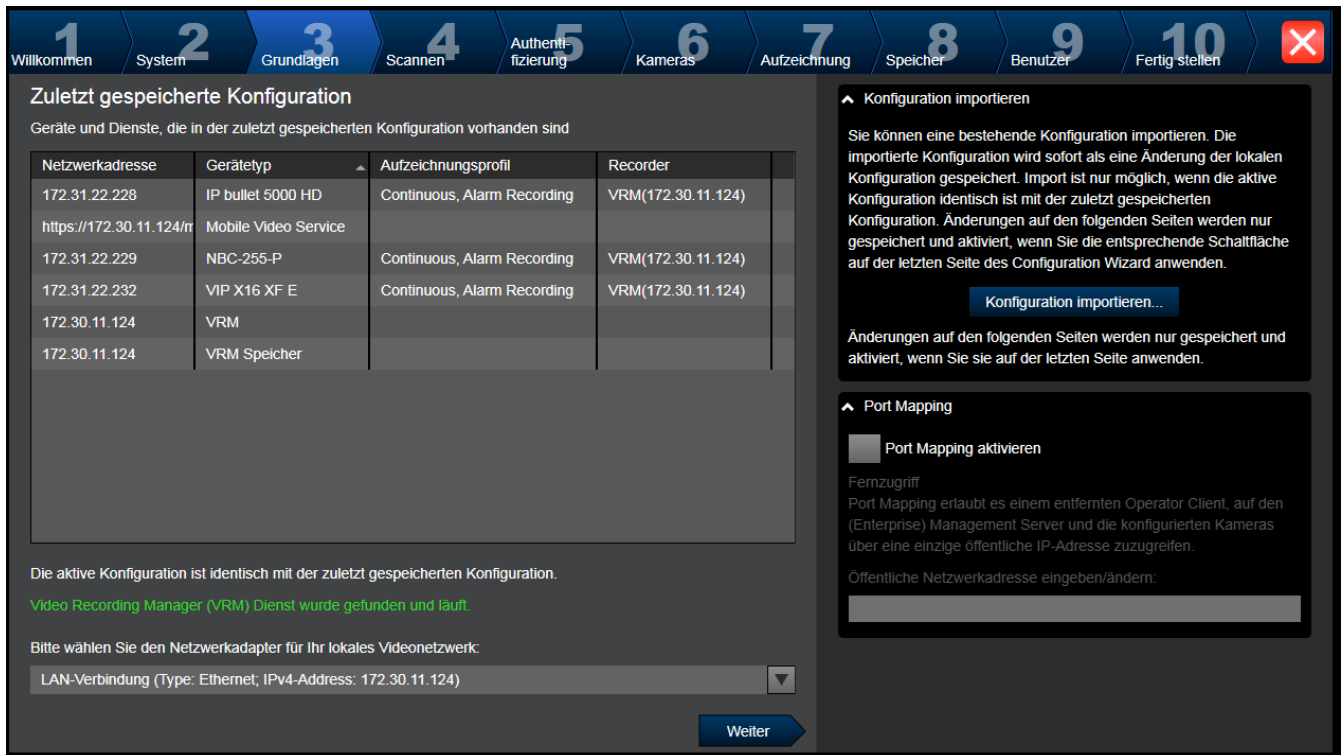 1 2 3 4 5 6 7 8 9 10
Willkommen System Grundlagen Scannen Authenti-
fizierung Kameras Aufzeichnung Speicher Benutzer Fertig stellen
Zuletzt gespeicherte Konfiguration
Geräte und Dienste, die in der zuletzt gespeicherten Konfiguration vorhanden sind
Netzwerkadresse Gerätetyp Aufzeichnungsprofil Recorder
172.31.22.228 IP bullet 5000 HD Continuous, Alarm Recording VRM(172.30.11.124)
https://172.30.11.124/m Mobile Video Service
172.31.22.229 NBC-255-P Continuous, Alarm Recording VRM(172.30.11.124)
172.31.22.232 VIP X16 XF E Continuous, Alarm Recording VRM(172.30.11.124)
172.30.11.124 VRM
172.30.11.124 VRM Speicher
Die aktive Konfiguration ist identisch mit der zuletzt gespeicherten Konfiguration.
Video Recording Manager (VRM) Dienst wurde gefunden und läuft.
Bitte wählen Sie den Netzwerkadapter für Ihr lokales Videonetzwerk:
LAN-Verbindung (Type: Ethernet; IPv4-Address: 172.30.11.124)
Weiter
Konfiguration importieren
Sie können eine bestehende Konfiguration importieren. Die
importierte Konfiguration wird sofort als eine Änderung der lokalen
Konfiguration gespeichert. Import ist nur möglich, wenn die aktive
Konfiguration identisch ist mit der zuletzt gespeicherten
Konfiguration. Änderungen auf den folgenden Seiten werden nur
gespeichert und aktiviert, wenn Sie die entsprechende Schaltfläche
auf der letzten Seite des Configuration Wizard anwenden.
Konfiguration importieren...
Änderungen auf den folgenden Seiten werden nur gespeichert und
aktiviert, wenn Sie sie auf der letzten Seite anwenden.
Port Mapping
Port Mapping aktivieren
Fernzugriff
Port Mapping erlaubt es einem entfernten Operator Client, auf den
(Enterprise) Management Server und die konfigurierten Kameras
über eine einzige öffentliche IP-Adresse zuzugreifen.
Öffentliche Netzwerkadresse eingeben/ändern: